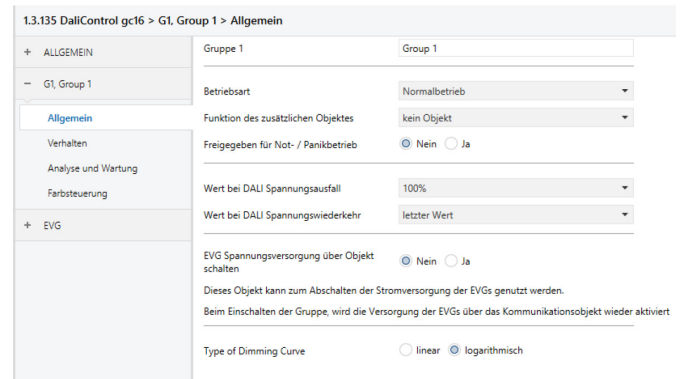 1.3.135 DaliControl gc16 > G1, Group 1 > Allgemein
+ ALLGEMEIN
Gruppe 1
Group 1
− G1, Group 1
Betriebsart
Normalbetrieb
Allgemein
Funktion des zusätzlichen Objektes
kein Objekt
Verhalten
Freigegeben für Not- / Panikbetrieb
Nein Ja
Analyse und Wartung
Wert bei DALI Spannungsausfall
100%
Farbsteuerung
Wert bei DALI Spannungswiederkehr
letzter Wert
+ EVG
EVG Spannungsversorgung über Objekt
schalten
Nein Ja
Dieses Objekt kann zum Abschalten der Stromversorgung der EVGs genutzt werden.
Beim Einschalten der Gruppe, wird die Versorgung der EVGs über das Kommunikationsobjekt wieder aktiviert
Type of Dimming Curve
linear logarithmisch